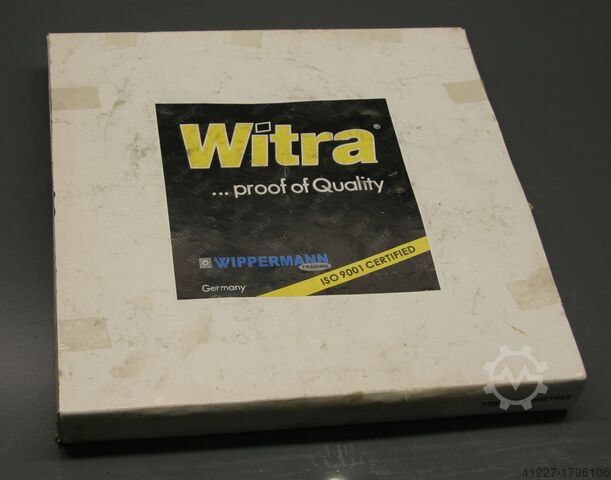 Witra®
...proof of Quality
WIPPERMANN
TRADING
Germany
ISO 9001 CERTIFIED
41227-1796106